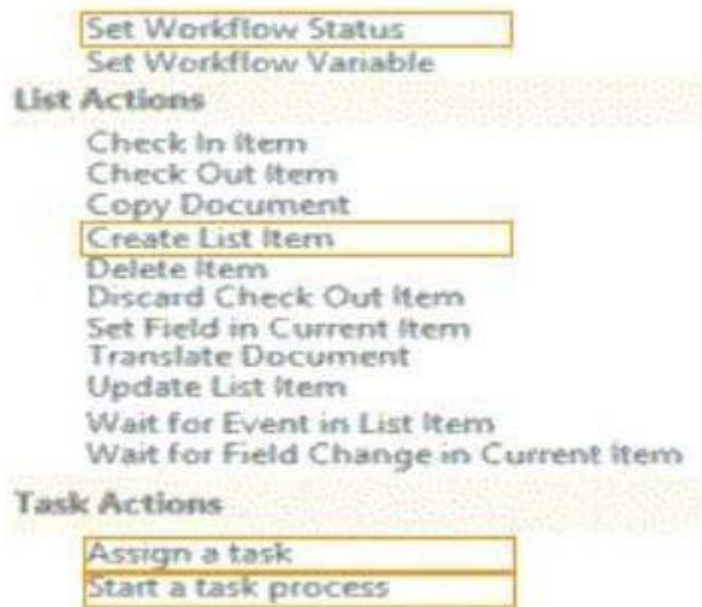 Set Workflow Status
Set Workflow Variable
List Actions
Check In Item
Check Out Item
Copy Document
Create List Item
Delete Item
Discard Check Out Item
Set Field in Current Item
Translate Document
Update List Item
Wait for Event in List Item
Wait for Field Change in Current Item
Task Actions
Assign a task
Start a task process